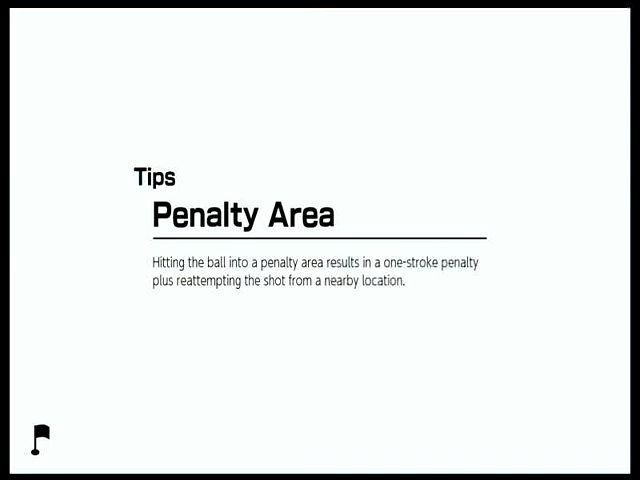 Tips
Penalty Area
Hitting the ball into a penalty area results in a one-stroke penalty
plus reattempting the shot from a nearby location.